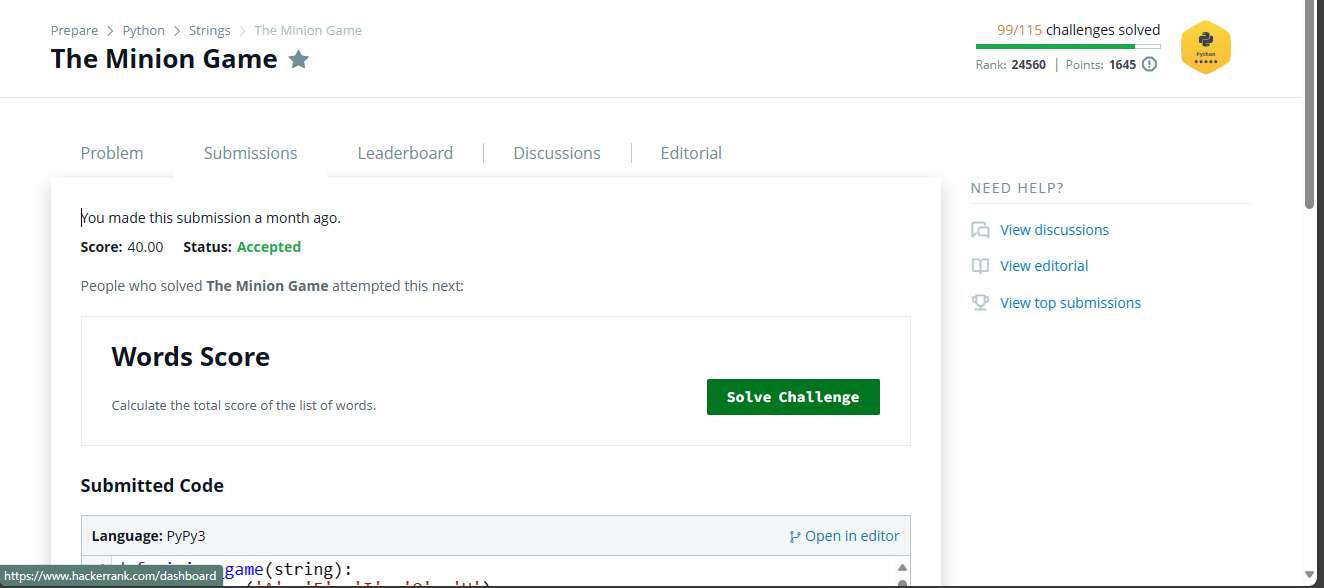 Prepare > Python > Strings > The Minion Game
The Minion Game
99/115 challenges solved
Rank: 24560 | Points: 1645
Python
Problem
Submissions
Leaderboard
Discussions
Editorial
You made this submission a month ago.
Score: 40.00 Status: Accepted
People who solved The Minion Game attempted this next:
Words Score
Calculate the total score of the list of words.
Solve Challenge
Submitted Code
Language: PyPy3
Open in editor
game(string):
https://www.hackerrank.com/dashboard
NEED HELP?
View discussions
View editorial
View top submissions